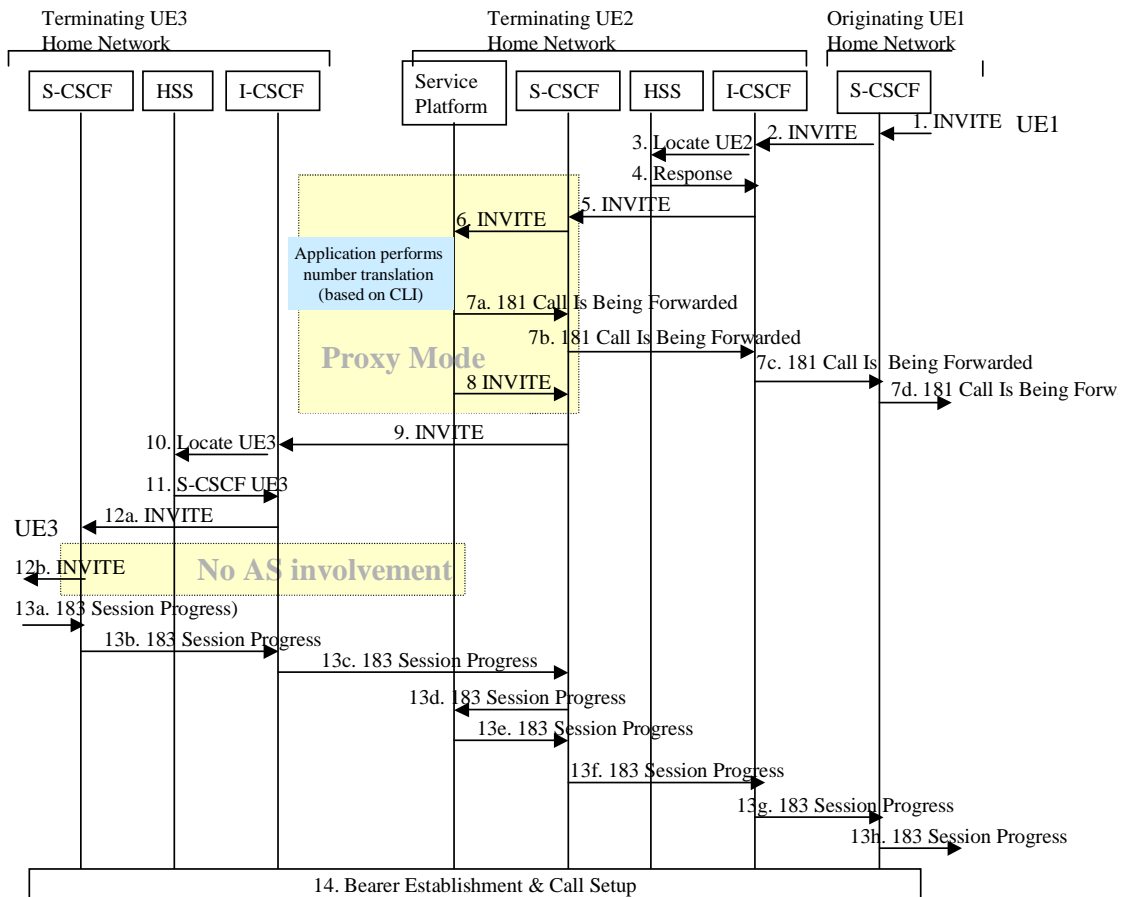 Terminating UE3
Home Network
Terminating UE2
Home Network
Originating UE1
Home Network
S-CSCF
HSS
I-CSCF
Service
Platform
S-CSCF
HSS
I-CSCF
S-CSCF
1. INVITE
UE1
2. INVITE
3. Locate UE2
4. Response
5. INVITE
6. INVITE
Application performs
number translation
(based on CLI)
7a. 181 Call Is Being Forwarded
7b. 181 Call Is Being Forwarded
Proxy Mode
7c. 181 Call Is Being Forwarded
8 INVITE
7d. 181 Call Is Being Forw
9. INVITE
10. Locate UE3
11. S-CSCF UE3
12a. INVITE
UE3
12b. INVITE
No AS involvement
13a. 183 Session Progress)
13b. 183 Session Progress
13c. 183 Session Progress
13d. 183 Session Progress
13e. 183 Session Progress
13f. 183 Session Progress
13g. 183 Session Progress
13h. 183 Session Progress
14. Bearer Establishment & Call Setup